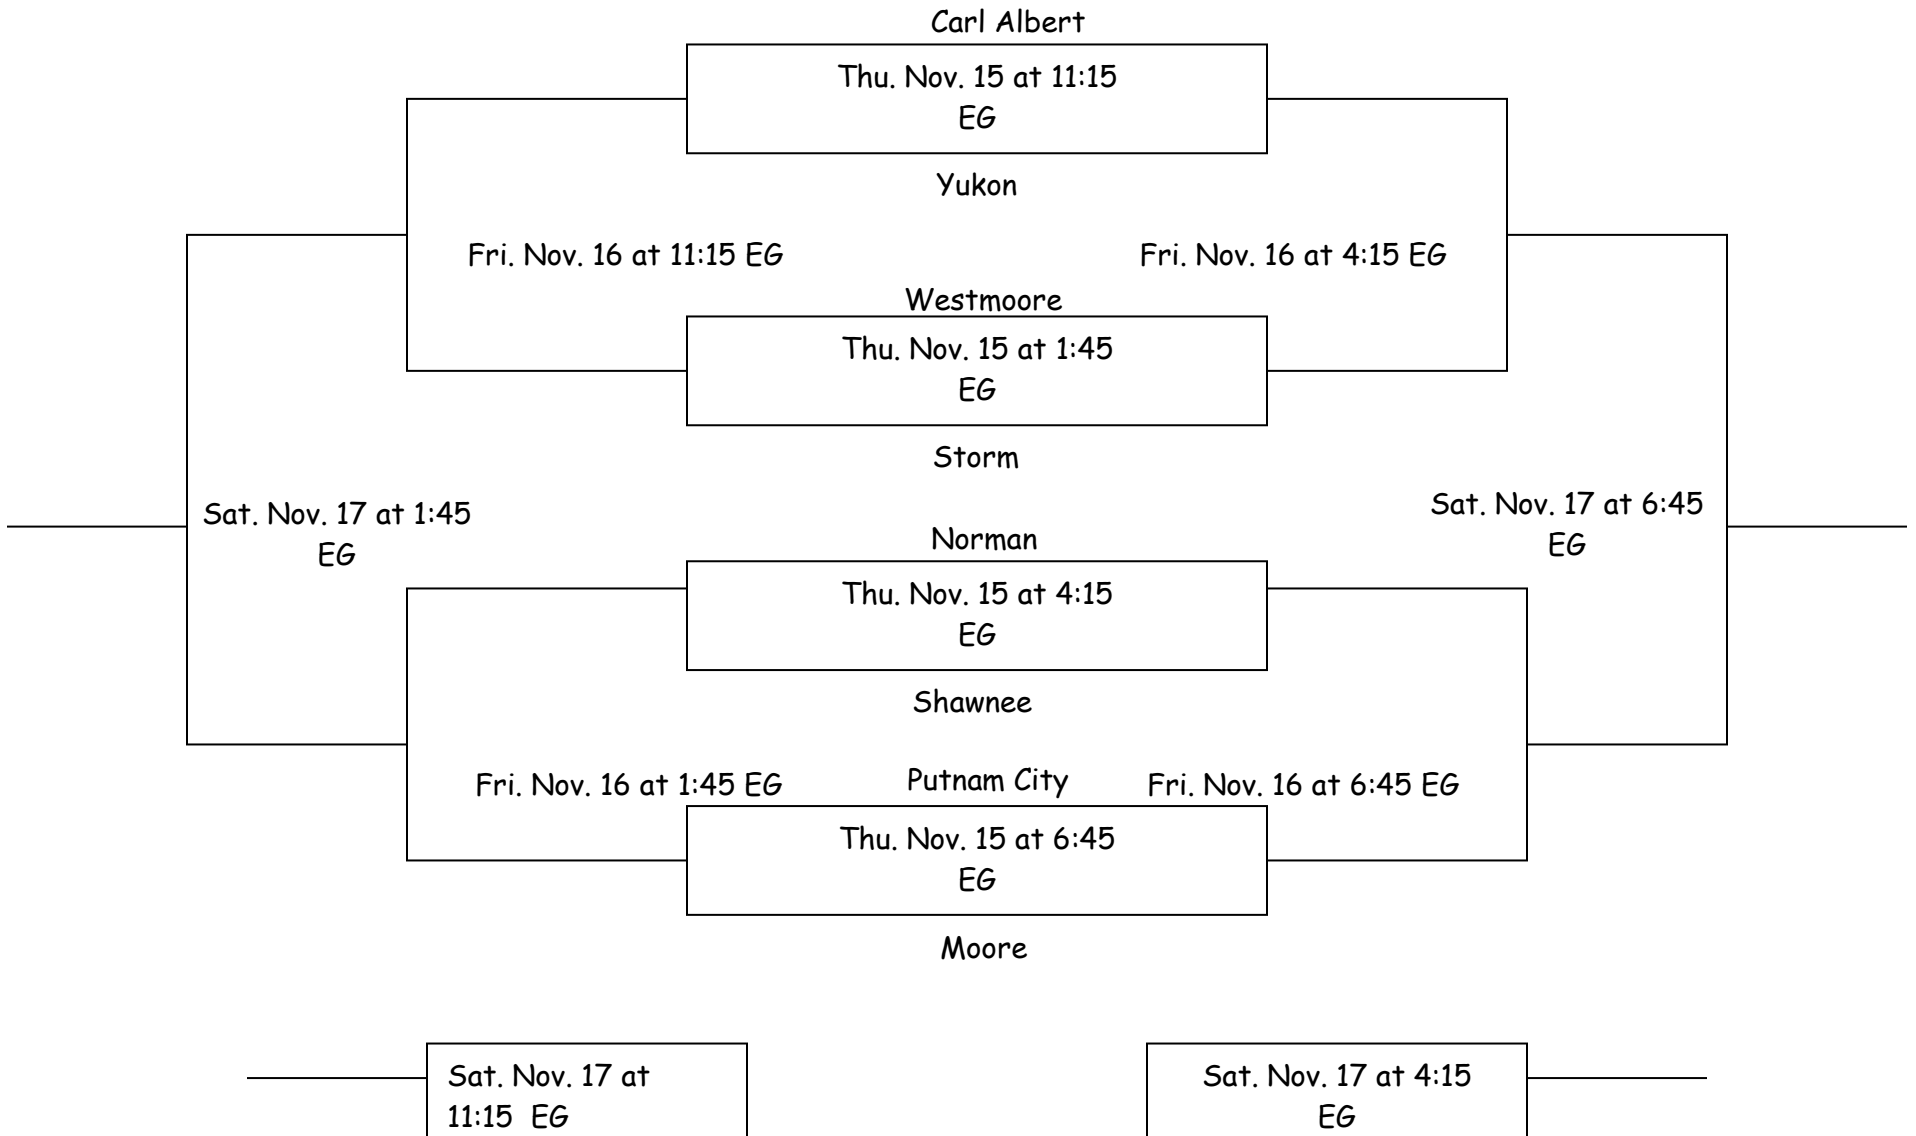 Carl Albert
Thu. Nov. 15 at 11:15
EG
Yukon
Fri. Nov. 16 at 11:15 EG
Fri. Nov. 16 at 4:15 EG
Westmoore
Thu. Nov. 15 at 1:45
EG
Storm
Sat. Nov. 17 at 1:45
EG
Sat. Nov. 17 at 6:45
EG
Norman
Thu. Nov. 15 at 4:15
EG
Shawnee
Fri. Nov. 16 at 1:45 EG
Putnam City
Fri. Nov. 16 at 6:45 EG
Thu. Nov. 15 at 6:45
EG
Moore
Sat. Nov. 17 at
11:15 EG
Sat. Nov. 17 at 4:15
EG